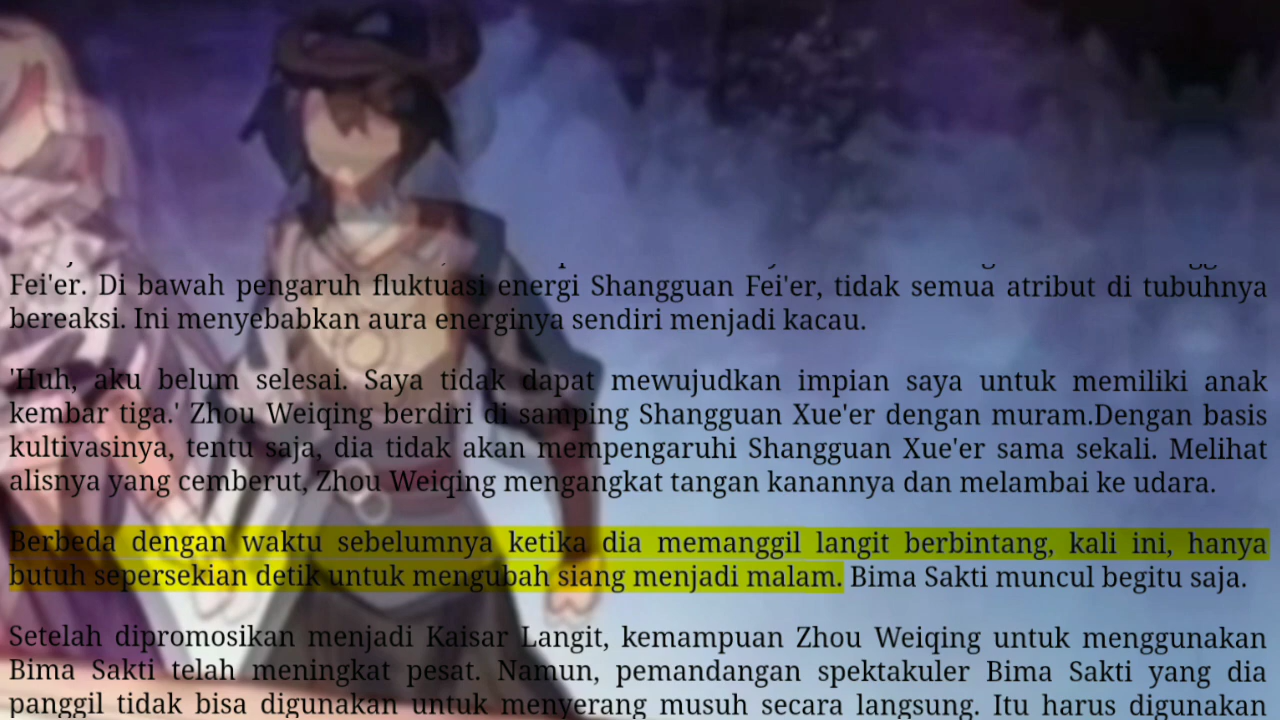 Fei'er. Di bawah pengaruh fluktuasi energi Shangguan Fei'er, tidak semua atribut di tubuhnya
bereaksi. Ini menyebabkan aura energinya sendiri menjadi kacau.
'Huh, aku belum selesai. Saya tidak dapat mewujudkan impian saya untuk memiliki anak
kembar tiga.' Zhou Weiqing berdiri di samping Shangguan Xue'er dengan muram.Dengan basis
kultivasinya, tentu saja, dia tidak akan mempengaruhi Shangguan Xue'er sama sekali. Melihat
alisnya yang cemberut, Zhou Weiqing mengangkat tangan kanannya dan melambai ke udara.
Berbeda dengan waktu sebelumnya ketika dia memanggil langit berbintang, kali ini, hanya
butuh sepersekian detik untuk mengubah siang menjadi malam. Bima Sakti muncul begitu saja.
Setelah dipromosikan menjadi Kaisar Langit, kemampuan Zhou Weiqing untuk menggunakan
Bima Sakti telah meningkat pesat. Namun, pemandangan spektakuler Bima Sakti yang dia
panggil tidak bisa digunakan untuk menyerang musuh secara langsung. Itu harus digunakan